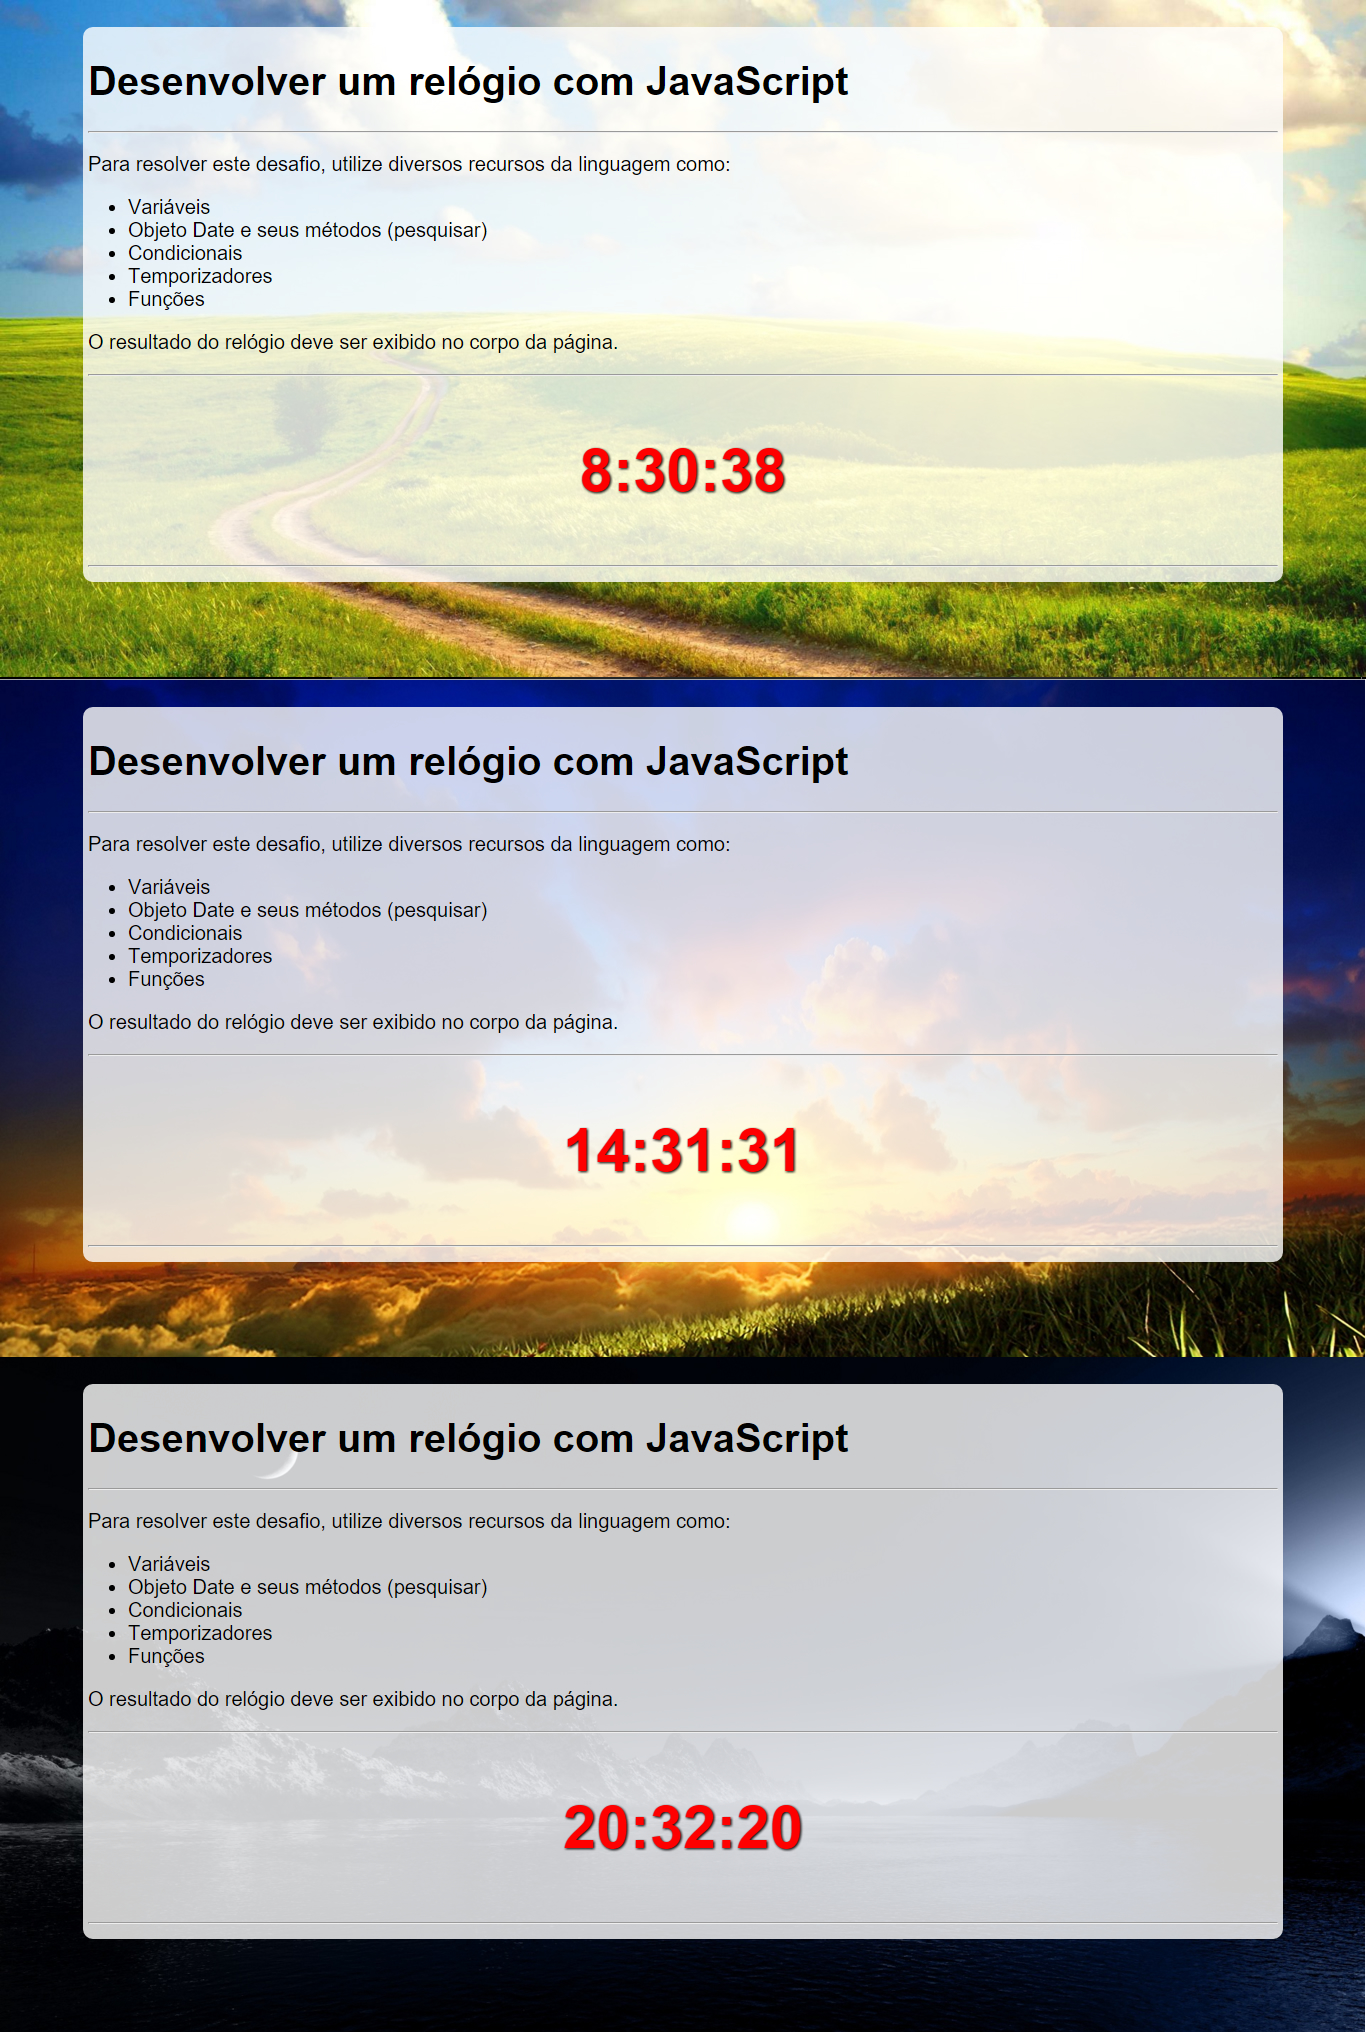 Desenvolver um relógio com JavaScript
Para resolver este desafio, utilize diversos recursos da linguagem como:
• Variáveis
• Objeto Date e seus métodos (pesquisar)
• Condicionais
• Temporizadores
• Funções
O resultado do relógio deve ser exibido no corpo da página.
8:30:38
Desenvolver um relógio com JavaScript
Para resolver este desafio, utilize diversos recursos da linguagem como:
• Variáveis
• Objeto Date e seus métodos (pesquisar)
• Condicionais
• Temporizadores
• Funções
O resultado do relógio deve ser exibido no corpo da página.
14:31:31
Desenvolver um relógio com JavaScript
Para resolver este desafio, utilize diversos recursos da linguagem como:
• Variáveis
• Objeto Date e seus métodos (pesquisar)
• Condicionais
• Temporizadores
• Funções
O resultado do relógio deve ser exibido no corpo da página.
20:32:20